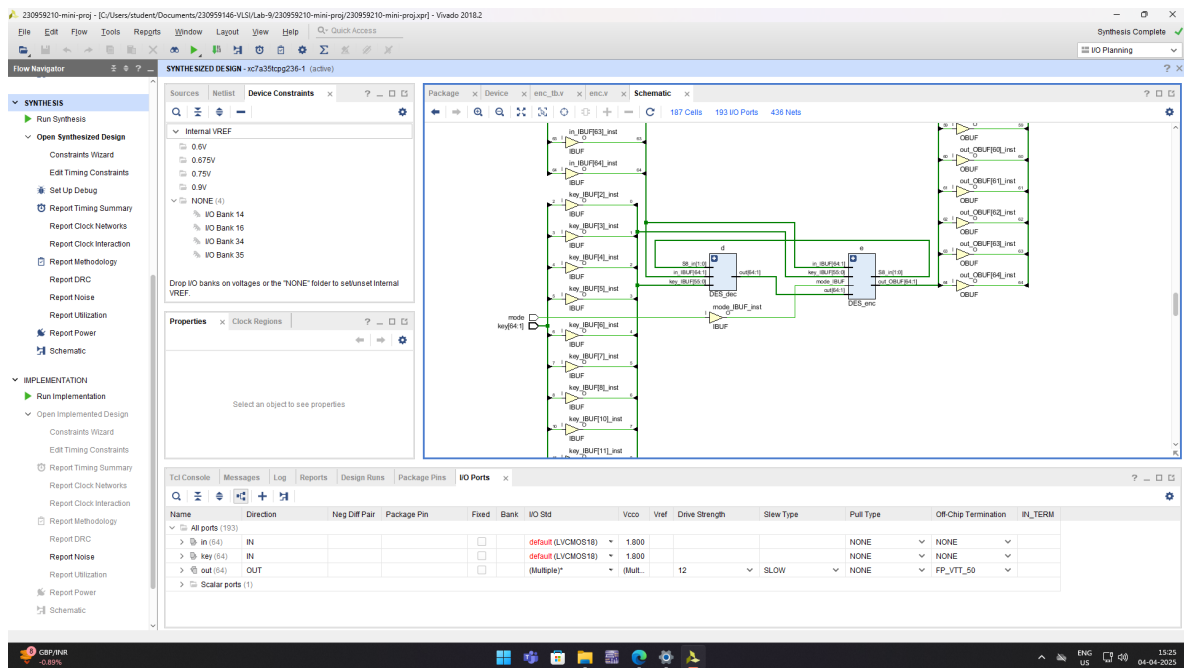 230959210-mini-proj - [C:/Users/student/Documents/230959146-VLSI/Lab-9/230959210-mini-proj/230959210-mini-proj.xpr] - Vivado 2018.2
File Edit Flow Tools Reports Window Layout View Help Q- Quick Access
Synthesis Complete
I/O Planning
Flow Navigator
SYNTHESIS
Run Synthesis
Open Synthesized Design
Constraints Wizard
Edit Timing Constraints
Set Up Debug
Report Timing Summary
Report Clock Networks
Report Clock Interaction
Report Methodology
Report DRC
Report Noise
Report Utilization
Report Power
Schematic
IMPLEMENTATION
Run Implementation
Open Implemented Design
Constraints Wizard
Edit Timing Constraints
Report Timing Summary
Report Clock Networks
Report Clock Interaction
Report Methodology
Report DRC
Report Noise
Report Utilization
Report Power
Schematic
SYNTHESIZED DESIGN - xc7a35tcpg236-1 (active)
Sources Netlist Device Constraints
Internal VREF
0.6V
0.675V
0.75V
0.9V
NONE (4)
I/O Bank 14
I/O Bank 16
I/O Bank 34
I/O Bank 35
Drop I/O banks on voltages or the "NONE" folder to set/unset Internal
VREF.
Properties Clock Regions
Select an object to see properties
Package Device enc_tb.v enc.v Schematic
187 Cells 193 I/O Ports 436 Nets
in_IBUF[63]_inst
IBUF
in_IBUF[64]_inst
IBUF
key_IBUF[2]_inst
IBUF
key_IBUF[3]_inst
IBUF
key_IBUF[4]_inst
IBUF
key_IBUF[5]_inst
IBUF
mode
key[64:1]
key_IBUF[6]_inst
IBUF
key_IBUF[7]_inst
IBUF
key_IBUF[8]_inst
IBUF
key_IBUF[10]_inst
IBUF
key_IBUF[11]_inst
d
S8_in[1:0]
in_IBUF[64:1]
key_IBUF[55:0]
out[64:1]
DES_dec
mode_IBUF_inst
IBUF
e
in_IBUF[64:1]
key_IBUF[55:0]
mode_IBUF
out[64:1]
S8_in[1:0]
out_OBUF[64:1]
DES_enc
OBUF
out_OBUF[60]_inst
OBUF
out_OBUF[61]_inst
OBUF
out_OBUF[62]_inst
OBUF
out_OBUF[63]_inst
OBUF
out_OBUF[64]_inst
OBUF
Tcl Console Messages Log Reports Design Runs Package Pins I/O Ports
Name Direction Neg Diff Pair Package Pin Fixed Bank I/O Std Vcco Vref Drive Strength Slew Type Pull Type Off-Chip Termination IN_TERM
All ports (193)
in (64) IN default (LVCMOS18) 1.800 NONE NONE
key (64) IN default (LVCMOS18) 1.800 NONE NONE
out (64) OUT (Multiple)* (Mult... 12 SLOW NONE FP_VTT_50
Scalar ports (1)
8
GBP/INR
-0.89%
ENG
US
15:25
04-04-2025